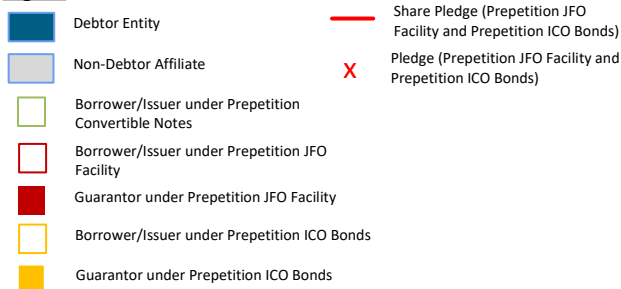 Debtor Entity
Non-Debtor Affiliate
Borrower/Issuer under Prepetition
Convertible Notes
Borrower/Issuer under Prepetition JFO
Facility
Guarantor under Prepetition JFO Facility
Borrower/Issuer under Prepetition ICO Bonds
Guarantor under Prepetition ICO Bonds
Share Pledge (Prepetition JFO
Facility and Prepetition ICO Bonds)
X
Pledge (Prepetition JFO Facility and
Prepetition ICO Bonds)